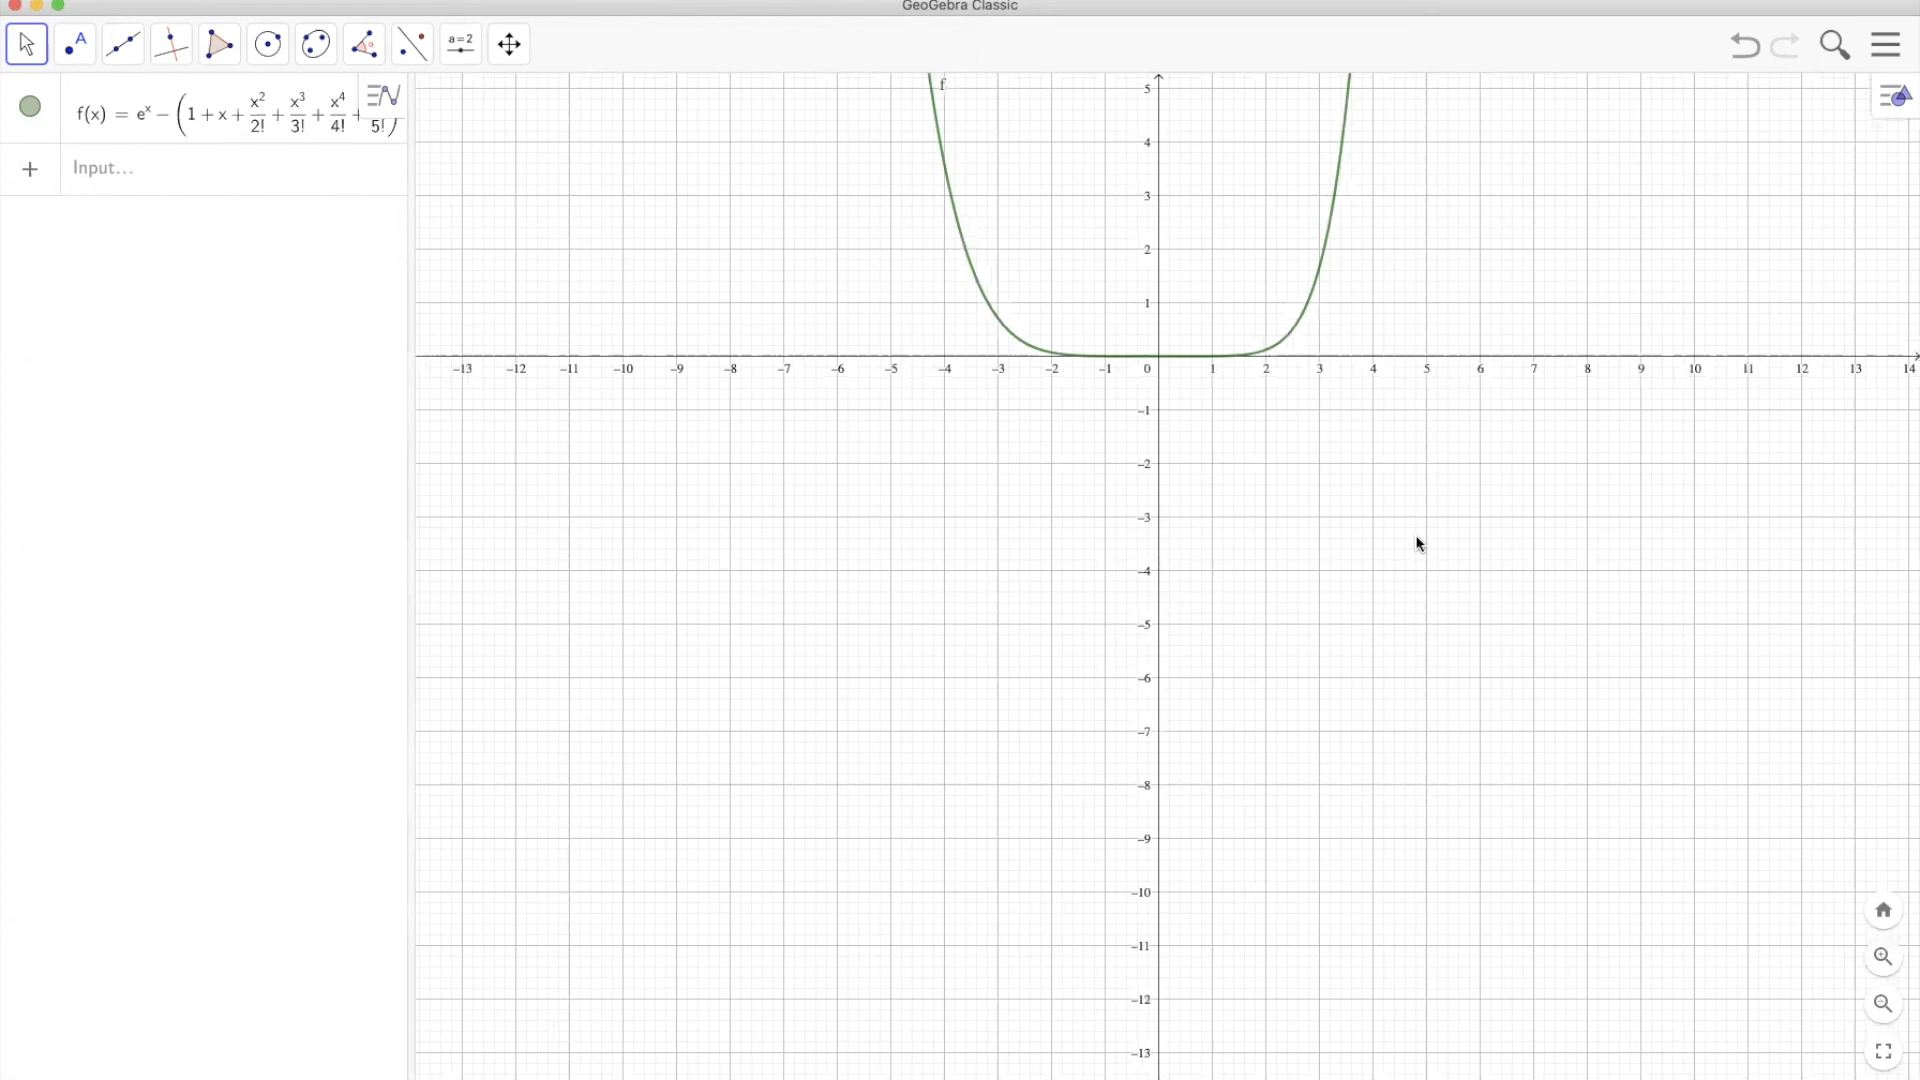 GeoGebra Classic
A
a=2
f(x) = eˣ − (1 + x + x²/2! + x³/3! + x⁴/4! + 5!)
+ Input…
f
5
4
3
2
1
–13 –12 –11 –10 –9 –8 –7 –6 –5 –4 –3 –2 –1 0 1 2 3 4 5 6 7 8 9 10 11 12 13 14
–1
–2
–3
–4
–5
–6
–7
–8
–9
–10
–11
–12
–13